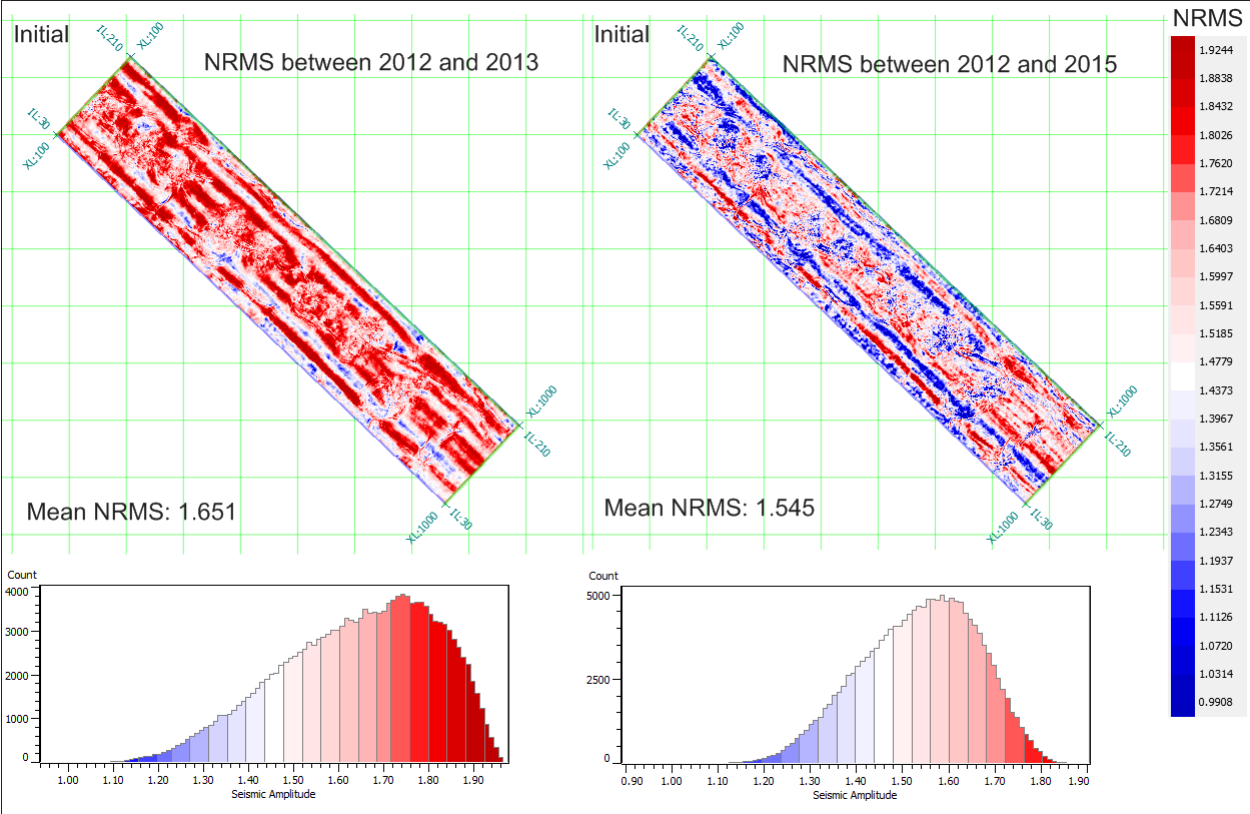 Initial
NRMS between 2012 and 2013
IL:210
XL:100
IL:30
XL:100
XL:1000
IL:210
XL:1000
IL:30
Mean NRMS: 1.651
Initial
NRMS between 2012 and 2015
IL:210
XL:100
IL:30
XL:100
XL:1000
IL:210
XL:1000
IL:30
Mean NRMS: 1.545
NRMS
1.9244
1.8838
1.8432
1.8026
1.7620
1.7214
1.6809
1.6403
1.5997
1.5591
1.5185
1.4779
1.4373
1.3967
1.3561
1.3155
1.2749
1.2343
1.1937
1.1531
1.1126
1.0720
1.0314
0.9908
Count
4000
3000
2000
1000
0
1.00 1.10 1.20 1.30 1.40 1.50 1.60 1.70 1.80 1.90
Seismic Amplitude
Count
5000
2500
0
0.90 1.00 1.10 1.20 1.30 1.40 1.50 1.60 1.70 1.80 1.90
Seismic Amplitude